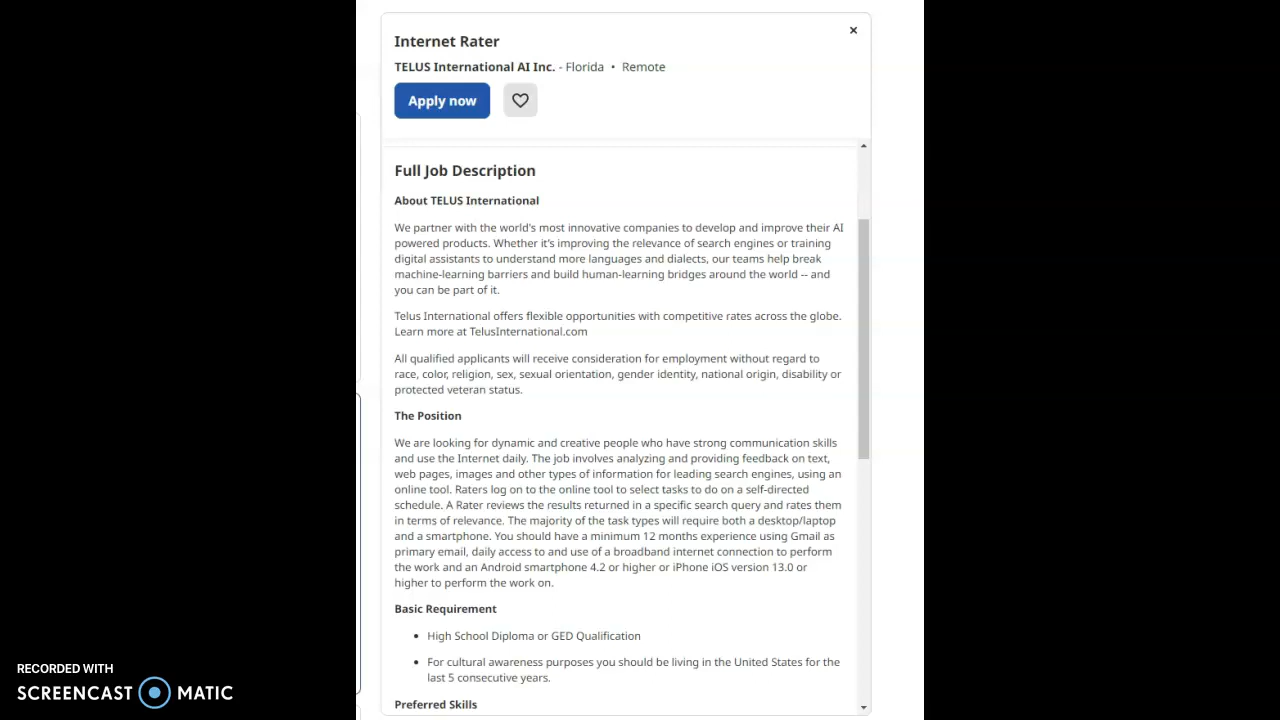 Internet Rater
TELUS International AI Inc. - Florida • Remote
Apply now
Full Job Description
About TELUS International
We partner with the world's most innovative companies to develop and improve their AI
powered products. Whether it's improving the relevance of search engines or training
digital assistants to understand more languages and dialects, our teams help break
machine-learning barriers and build human-learning bridges around the world -- and
you can be part of it.
Telus International offers flexible opportunities with competitive rates across the globe.
Learn more at TelusInternational.com
All qualified applicants will receive consideration for employment without regard to
race, color, religion, sex, sexual orientation, gender identity, national origin, disability or
protected veteran status.
The Position
We are looking for dynamic and creative people who have strong communication skills
and use the Internet daily. The job involves analyzing and providing feedback on text,
web pages, images and other types of information for leading search engines, using an
online tool. Raters log on to the online tool to select tasks to do on a self-directed
schedule. A Rater reviews the results returned in a specific search query and rates them
in terms of relevance. The majority of the task types will require both a desktop/laptop
and a smartphone. You should have a minimum 12 months experience using Gmail as
primary email, daily access to and use of a broadband internet connection to perform
the work and an Android smartphone 4.2 or higher or iPhone iOS version 13.0 or
higher to perform the work on.
Basic Requirement
• High School Diploma or GED Qualification
• For cultural awareness purposes you should be living in the United States for the
last 5 consecutive years.
Preferred Skills
RECORDED WITH
SCREENCAST MATIC